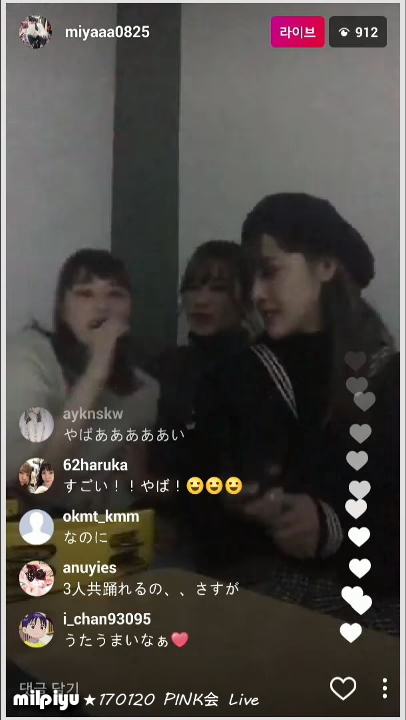 miyaaa0825
라이브
912
ayknskw
やばああああああい
62haruka
すごい！！やば！😃😃😃
okmt_kmm
なのに
anuyies
3人共踊れるの、、さすが
i_chan93095
うたうまいなぁ❤
댓글 달기
milpiyu ★170120 PINK会 Live